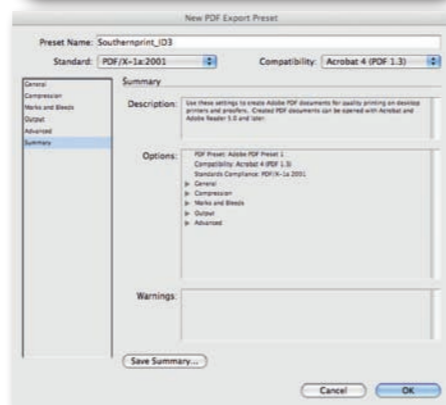 New PDF Export Preset
Preset Name: Southernprint_ID3
Standard: PDF/X-1a:2001 Compatibility: Acrobat 4 (PDF 1.3)
General
Compression
Marks and Bleeds
Output
Advanced
Summary
Summary
Description: Use these settings to create Adobe PDF documents for quality printing on desktop
printers and proofers. Created PDF documents can be opened with Acrobat and
Adobe Reader 5.0 and later.
Options: PDF Preset: Adobe PDF Preset 1
Compatibility: Acrobat 4 (PDF 1.3)
Standards Compliance: PDF/X-1a 2001
General
Compression
Marks and Bleeds
Output
Advanced
Warnings:
Save Summary...
Cancel OK